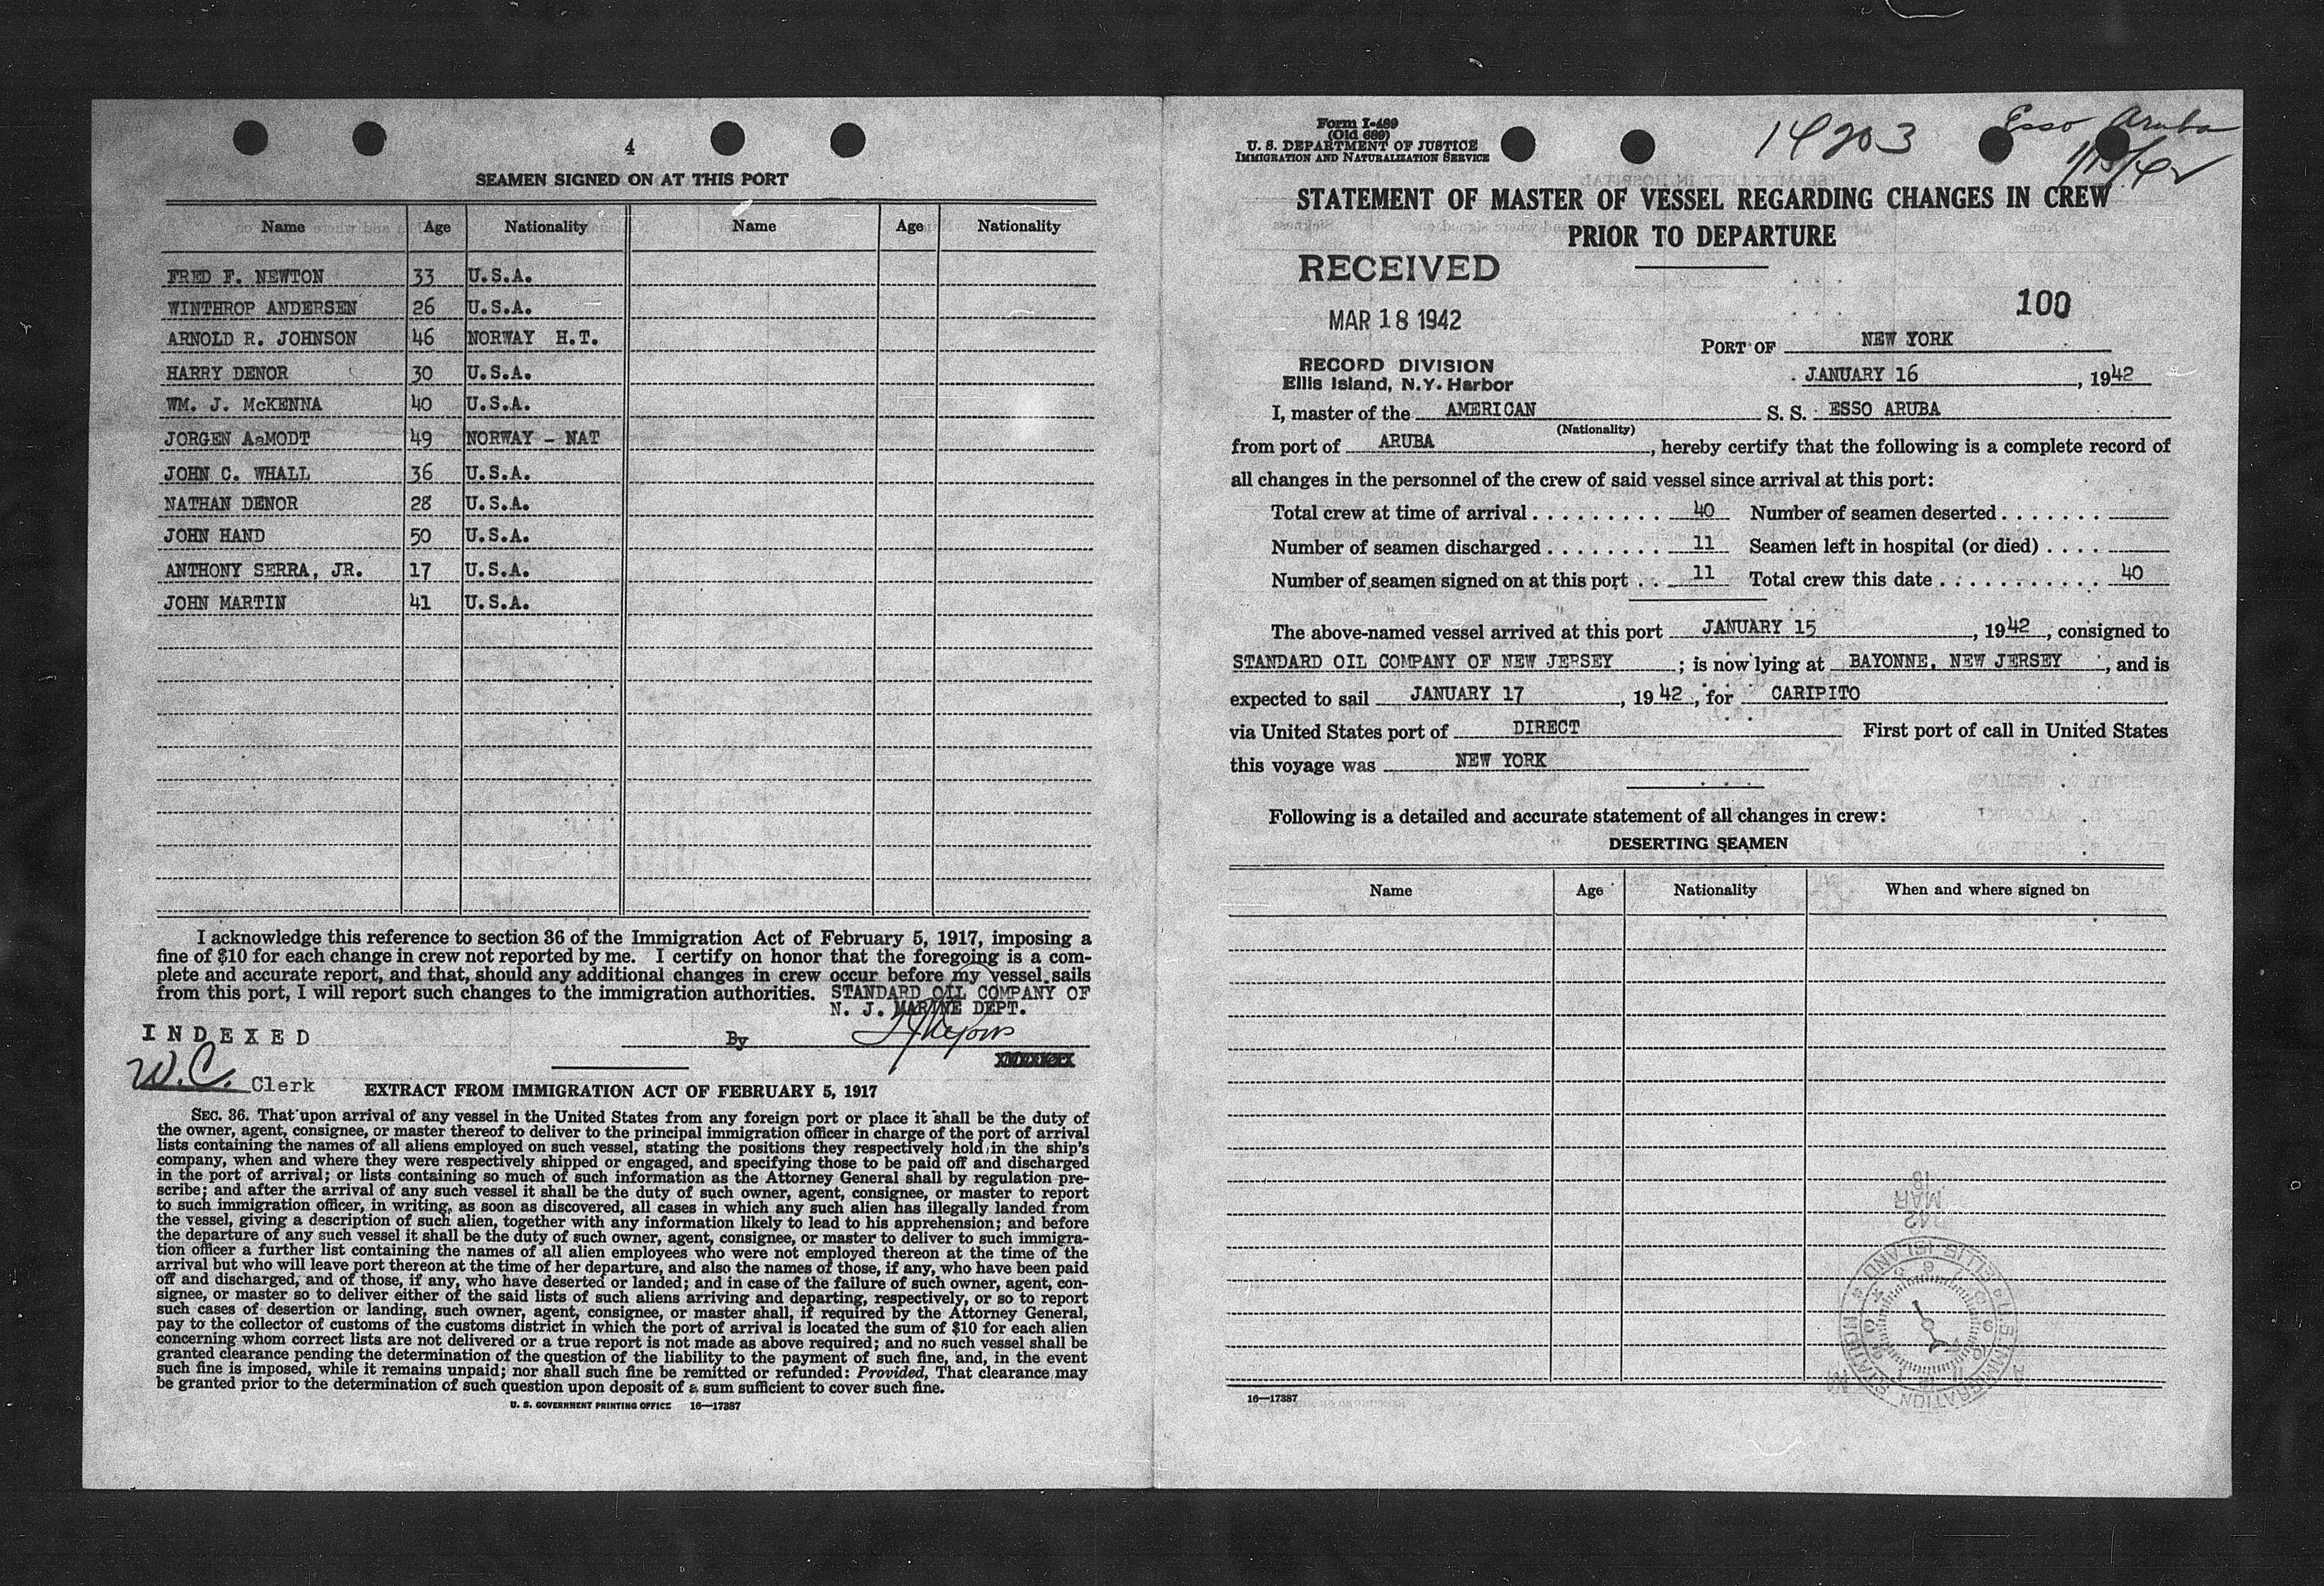 4
SEAMEN SIGNED ON AT THIS PORT
Name Age Nationality Name Age Nationality
FRED F. NEWTON 33 U.S.A.
WINTHROP ANDERSEN 26 U.S.A.
ARNOLD R. JOHNSON 46 NORWAY H.T.
HARRY DENOR 30 U.S.A.
WM. J. McKENNA 40 U.S.A.
JORGEN AaMODT 49 NORWAY - NAT
JOHN C. WHALL 36 U.S.A.
NATHAN DENOR 28 U.S.A.
JOHN HAND 50 U.S.A.
ANTHONY SERRA, JR. 17 U.S.A.
JOHN MARTIN 41 U.S.A.
I acknowledge this reference to section 36 of the Immigration Act of February 5, 1917, imposing a
fine of $10 for each change in crew not reported by me. I certify on honor that the foregoing is a com-
plete and accurate report, and that, should any additional changes in crew occur before my vessel sails
from this port, I will report such changes to the immigration authorities. STANDARD OIL COMPANY OF
N. J. MARINE DEPT.
INDEXED
By
W.C. Clerk
EXTRACT FROM IMMIGRATION ACT OF FEBRUARY 5, 1917
SEC. 36. That upon arrival of any vessel in the United States from any foreign port or place it shall be the duty of
the owner, agent, consignee, or master thereof to deliver to the principal immigration officer in charge of the port of arrival
lists containing the names of all aliens employed on such vessel, stating the positions they respectively hold in the ship's
company, when and where they were respectively shipped or engaged, and specifying those to be paid off and discharged
in the port of arrival; or lists containing so much of such information as the Attorney General shall by regulation pre-
scribe; and after the arrival of any such vessel it shall be the duty of such owner, agent, consignee, or master to report
to such immigration officer, in writing, as soon as discovered, all cases in which any such alien has illegally landed from
the vessel, giving a description of such alien, together with any information likely to lead to his apprehension; and before
the departure of any such vessel it shall be the duty of such owner, agent, consignee, or master to deliver to such immigra-
tion officer a further list containing the names of all alien employees who were not employed thereon at the time of the
arrival but who will leave port thereon at the time of her departure, and also the names of those, if any, who have been paid
off and discharged, and of those, if any, who have deserted or landed; and in case of the failure of such owner, agent, con-
signee, or master so to deliver either of the said lists of such aliens arriving and departing, respectively, or so to report
such cases of desertion or landing, such owner, agent, consignee, or master shall, if required by the Attorney General,
pay to the collector of customs of the customs district in which the port of arrival is located the sum of $10 for each alien
concerning whom correct lists are not delivered or a true report is not made as above required; and no such vessel shall be
granted clearance pending the determination of the question of the liability to the payment of such fine, and, in the event
such fine is imposed, while it remains unpaid; nor shall such fine be remitted or refunded: Provided, That clearance may
be granted prior to the determination of such question upon deposit of a sum sufficient to cover such fine.
U. S. GOVERNMENT PRINTING OFFICE 16—17387
Form I-489
(Old 689)
U. S. DEPARTMENT OF JUSTICE
IMMIGRATION AND NATURALIZATION SERVICE
14203
Esso Aruba
1/15/42
STATEMENT OF MASTER OF VESSEL REGARDING CHANGES IN CREW
PRIOR TO DEPARTURE
RECEIVED
MAR 18 1942
RECORD DIVISION
Ellis Island, N.Y. Harbor
100
PORT OF NEW YORK
JANUARY 16, 1942
I, master of the AMERICAN S. S. ESSO ARUBA
(Nationality)
from port of ARUBA, hereby certify that the following is a complete record of
all changes in the personnel of the crew of said vessel since arrival at this port:
Total crew at time of arrival . . . . . . . . . . 40 Number of seamen deserted . . . . . . .
Number of seamen discharged . . . . . . . . 11 Seamen left in hospital (or died) . . . .
Number of seamen signed on at this port . . 11 Total crew this date . . . . . . . . . . . 40
The above-named vessel arrived at this port JANUARY 15, 1942, consigned to
STANDARD OIL COMPANY OF NEW JERSEY; is now lying at BAYONNE, NEW JERSEY, and is
expected to sail JANUARY 17, 1942, for CARIPITO
via United States port of DIRECT First port of call in United States
this voyage was NEW YORK
Following is a detailed and accurate statement of all changes in crew:
DESERTING SEAMEN
Name Age Nationality When and where signed on
16—17387